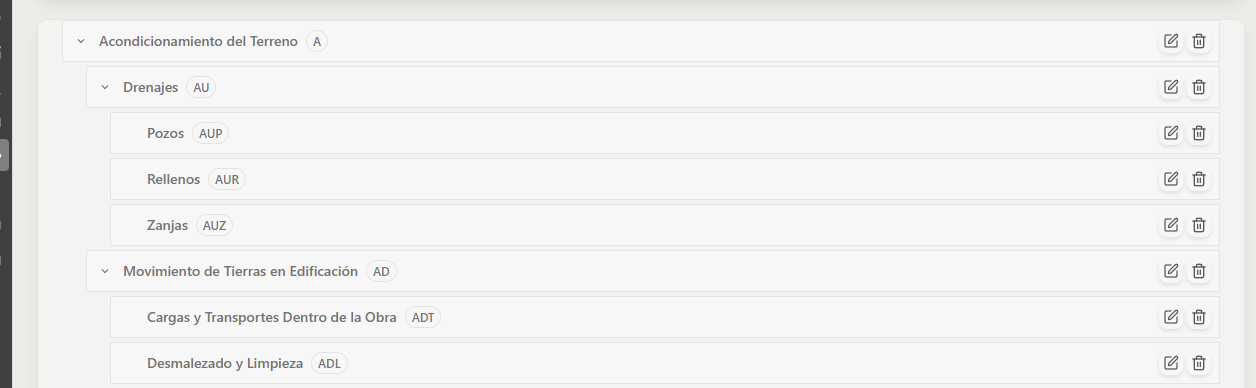 Acondicionamiento del Terreno A
Drenajes AU
Pozos AUP
Rellenos AUR
Zanjas AUZ
Movimiento de Tierras en Edificación AD
Cargas y Transportes Dentro de la Obra ADT
Desmalezado y Limpieza ADL